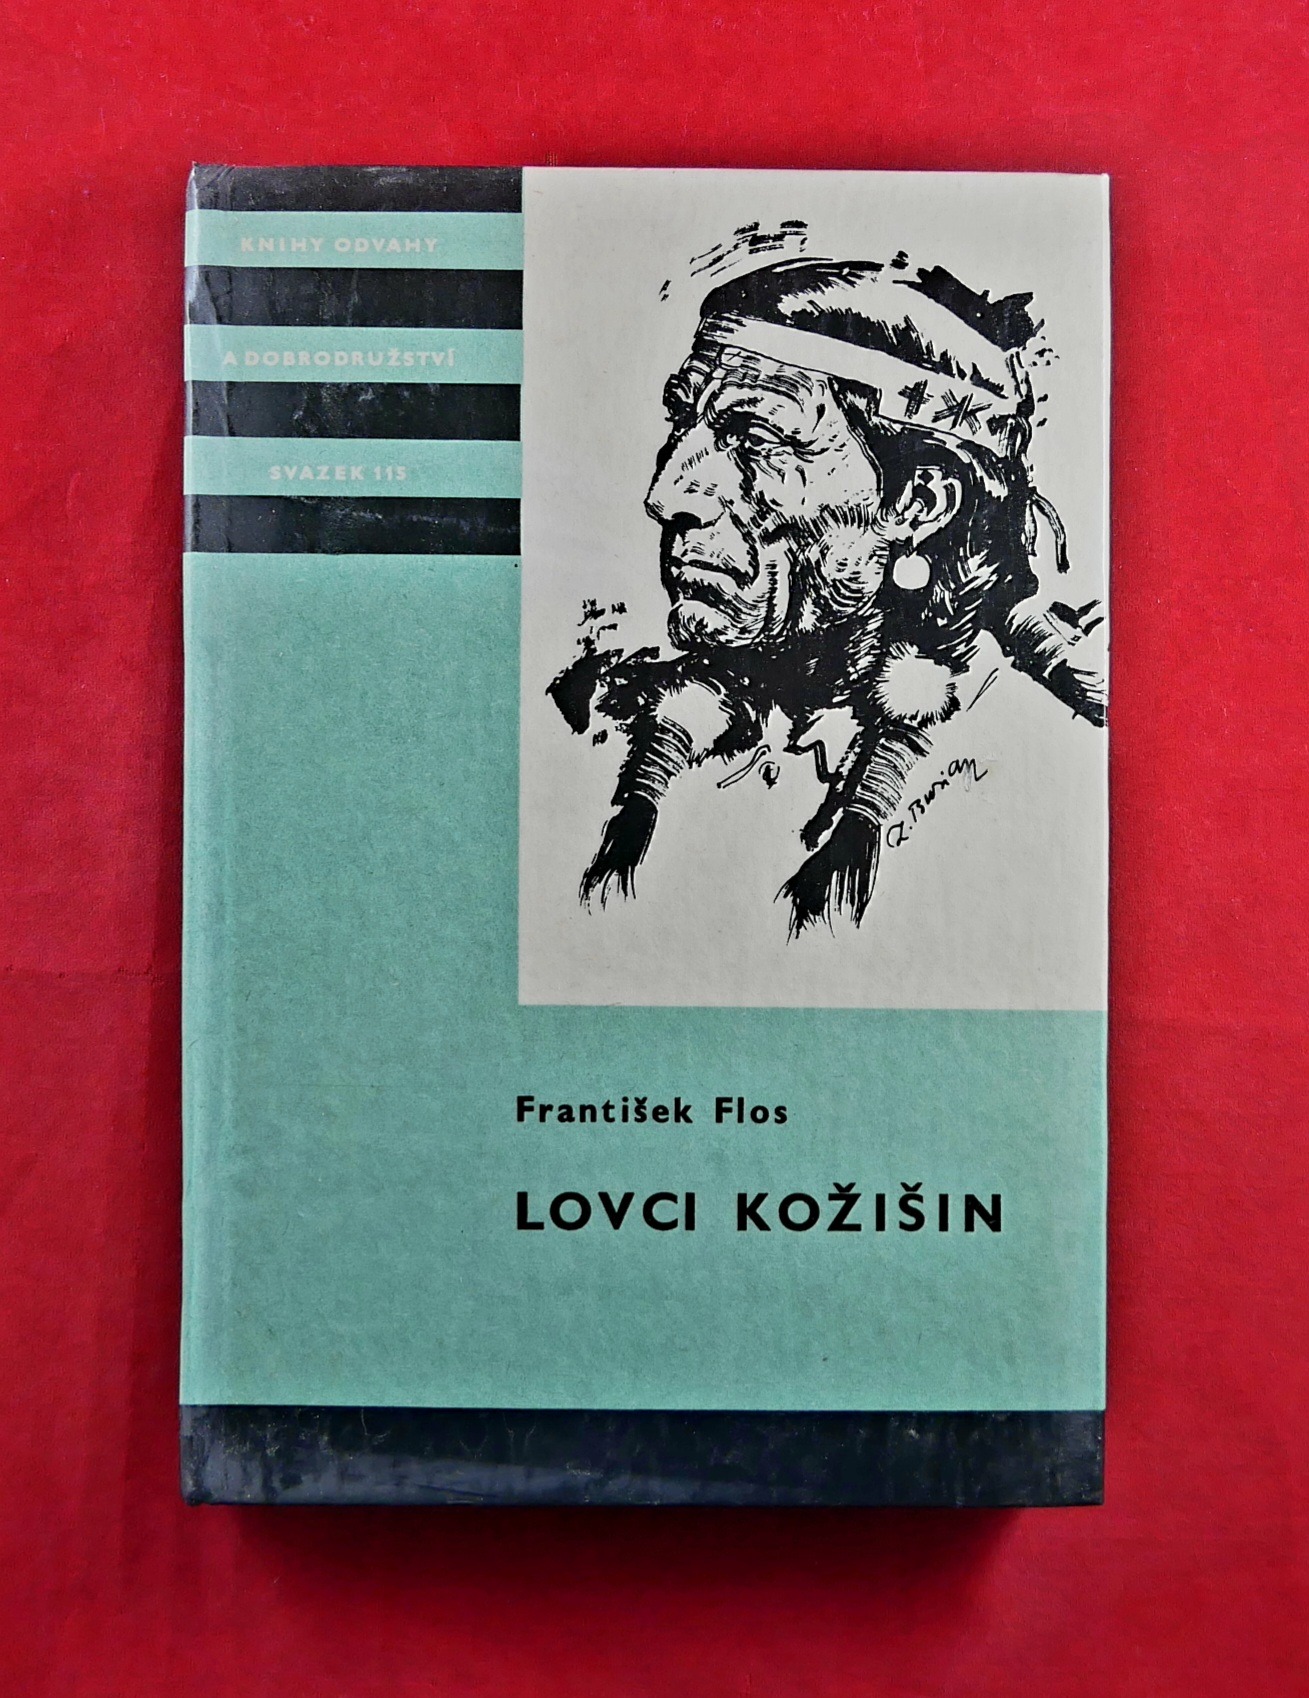 KNIHY ODVAHY
A DOBRODRUŽSTVÍ
SVAZEK 115
Z. Burian
František Flos
LOVCI KOŽIŠIN